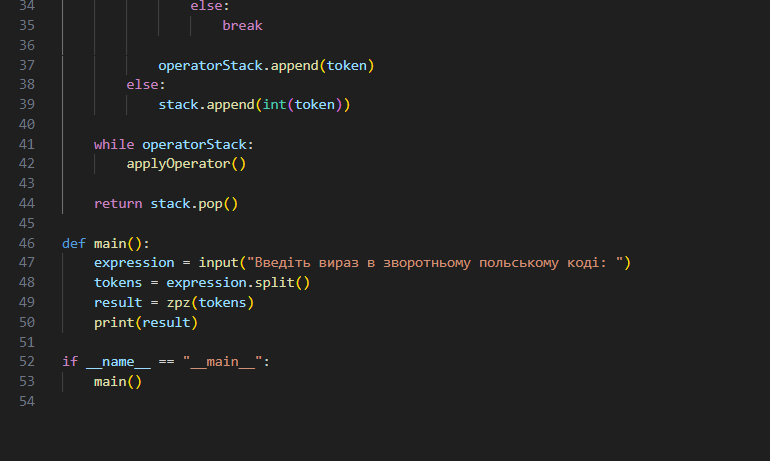 34 else:
35 break
36
37 operatorStack.append(token)
38 else:
39 stack.append(int(token))
40
41 while operatorStack:
42 applyOperator()
43
44 return stack.pop()
45
46 def main():
47 expression = input("Введіть вираз в зворотньому польському коді: ")
48 tokens = expression.split()
49 result = zpz(tokens)
50 print(result)
51
52 if __name__ == "__main__":
53 main()
54